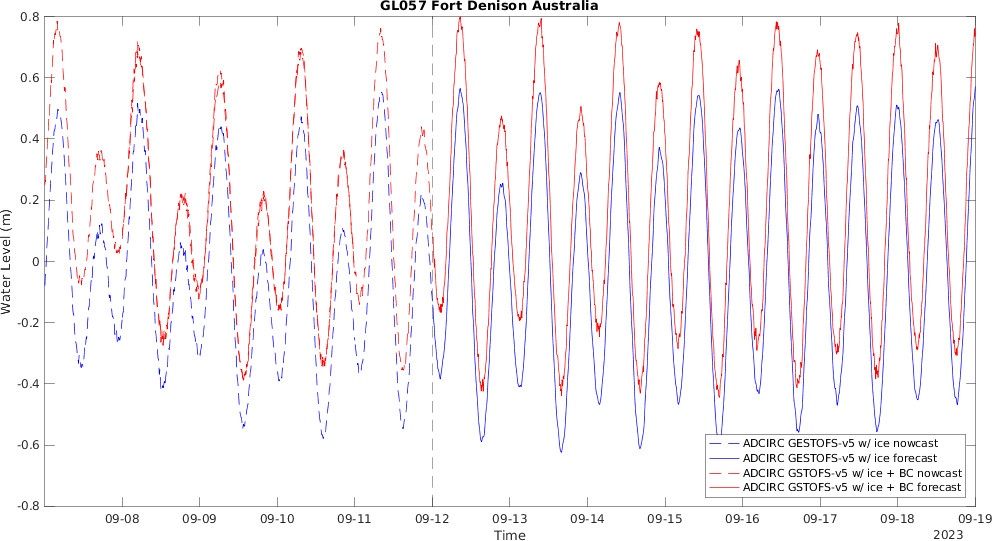 GL057 Fort Denison Australia
0.8
0.6
0.4
0.2
0
-0.2
-0.4
-0.6
-0.8
Water Level (m)
ADCIRC GESTOFS-v5 w/ ice nowcast
ADCIRC GESTOFS-v5 w/ ice forecast
ADCIRC GSTOFS-v5 w/ ice + BC nowcast
ADCIRC GSTOFS-v5 w/ ice + BC forecast
09-08 09-09 09-10 09-11 09-12 09-13 09-14 09-15 09-16 09-17 09-18 09-19
Time
2023